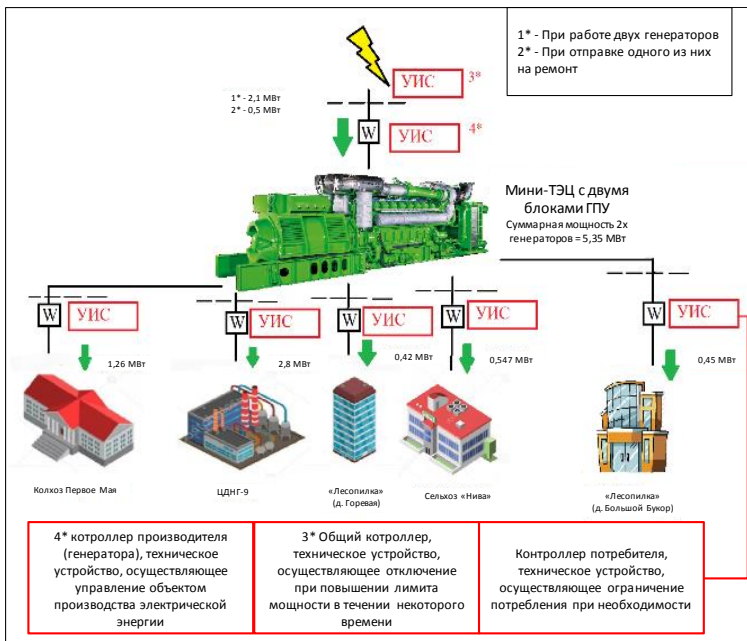 1* - При работе двух генераторов
2* - При отправке одного из них
на ремонт
УИС 3*
1* - 2,1 МВт
2* - 0,5 МВт
W
УИС 4*
Мини-ТЭЦ с двумя
блоками ГПУ
Суммарная мощность 2х
генераторов = 5,35 МВт
W УИС
W УИС
W УИС
W УИС
W УИС
1,26 МВт
2,8 МВт
0,42 МВт
0,547 МВт
0,45 МВт
Колхоз Первое Мая
ЦДНГ-9
«Лесопилка»
(д. Горевая)
Сельхоз «Нива»
«Лесопилка»
(д. Большой Букор)
4* котроллер производителя
(генератора), техническое
устройство, осуществляющее
управление объектом
производства электрической
энергии
3* Общий котроллер,
техническое устройство,
осуществляющее отключение
при повышении лимита
мощности в течении некоторого
времени
Контроллер потребителя,
техническое устройство,
осуществляющее ограничение
потребления при необходимости